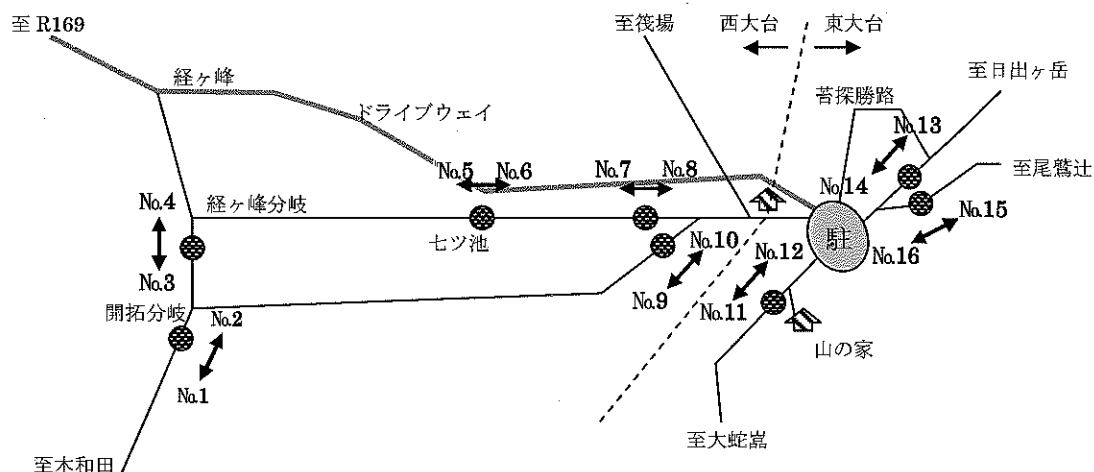 至 R169
至筏場
西大台
東大台
至日出ヶ岳
経ヶ峰
ドライブウェイ
苔探勝路
No.13
No.5
No.6
No.7
No.8
至尾鷲辻
No.14
No.4
経ヶ峰分岐
No.15
七ツ池
No.10
No.12
駐
No.16
No.3
No.9
No.11
開拓分岐
No.2
山の家
No.1
至大蛇嵓
至木和田